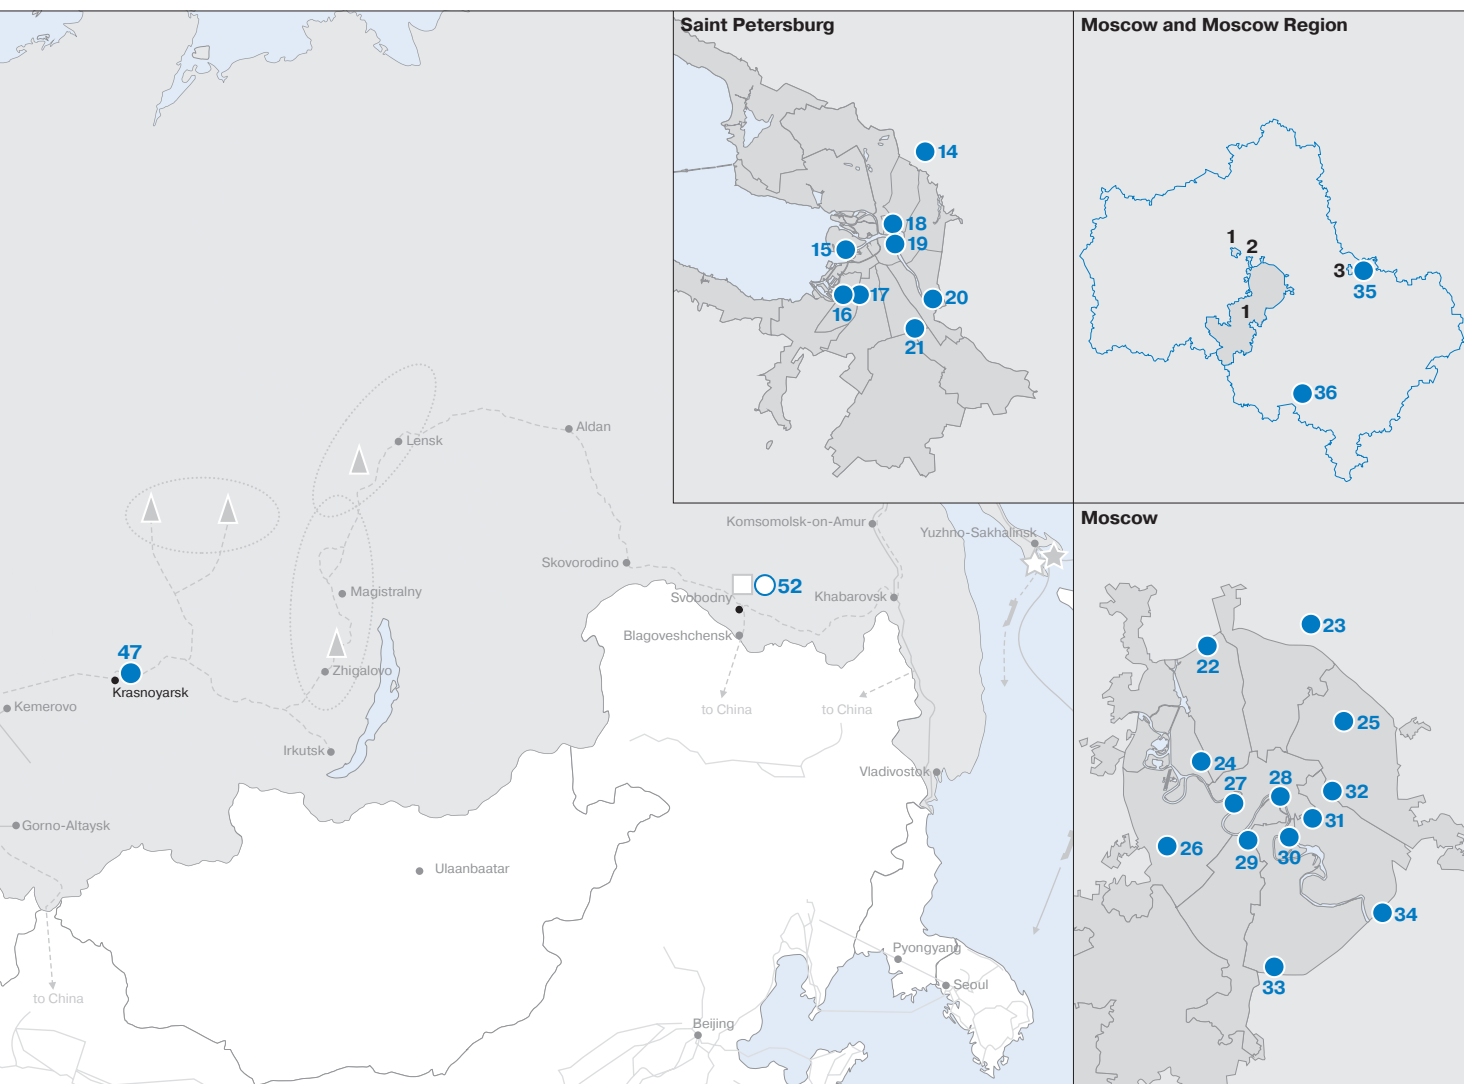 Saint Petersburg
14
18
19
15
17
20
16
21
Moscow and Moscow Region
1
2
3
35
1
36
Aldan
Lensk
Komsomolsk-on-Amur
Yuzhno-Sakhalinsk
Skovorodino
52
Svobodny
Khabarovsk
Magistralny
Blagoveshchensk
47
Zhigalovo
Krasnoyarsk
Kemerovo
to China
to China
Irkutsk
Vladivostok
Gorno-Altaysk
Ulaanbaatar
Pyongyang
Seoul
to China
Beijing
Moscow
23
22
25
24
28
27
32
31
26
29
30
34
33